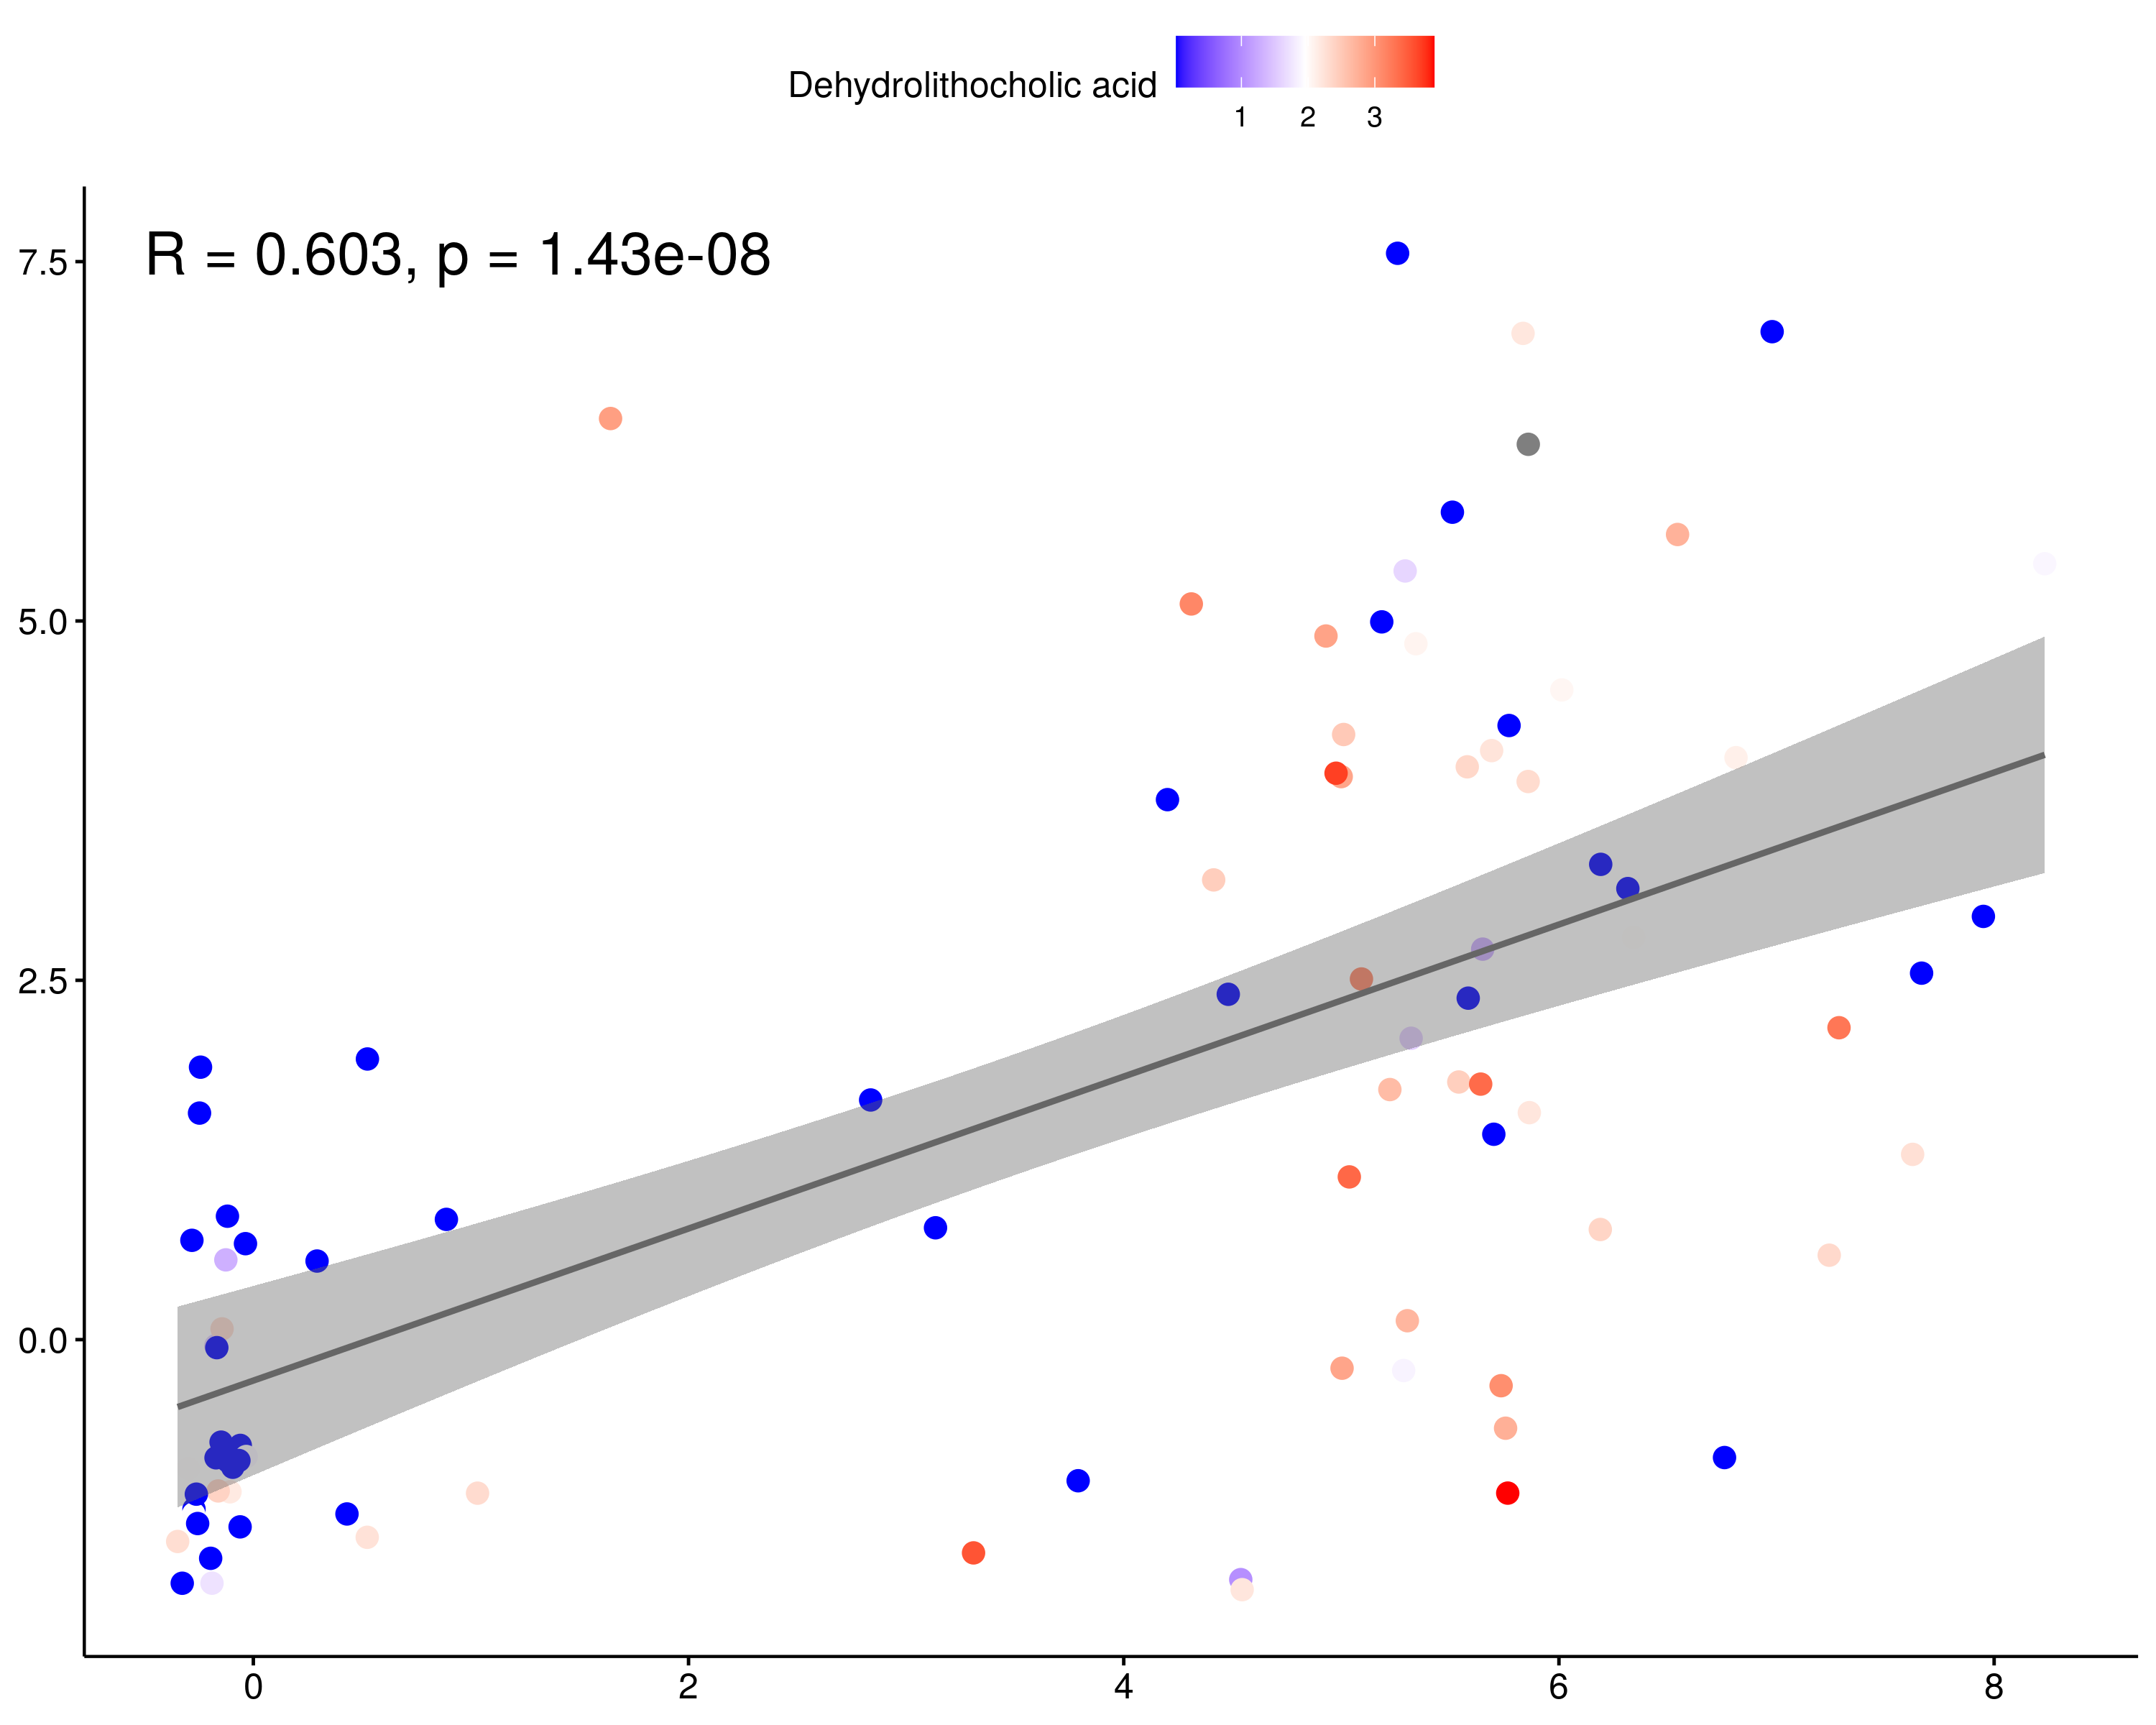 Dehydrolithocholic acid
1 2 3
R = 0.603, p = 1.43e-08
7.5
5.0
2.5
0.0
0 2 4 6 8